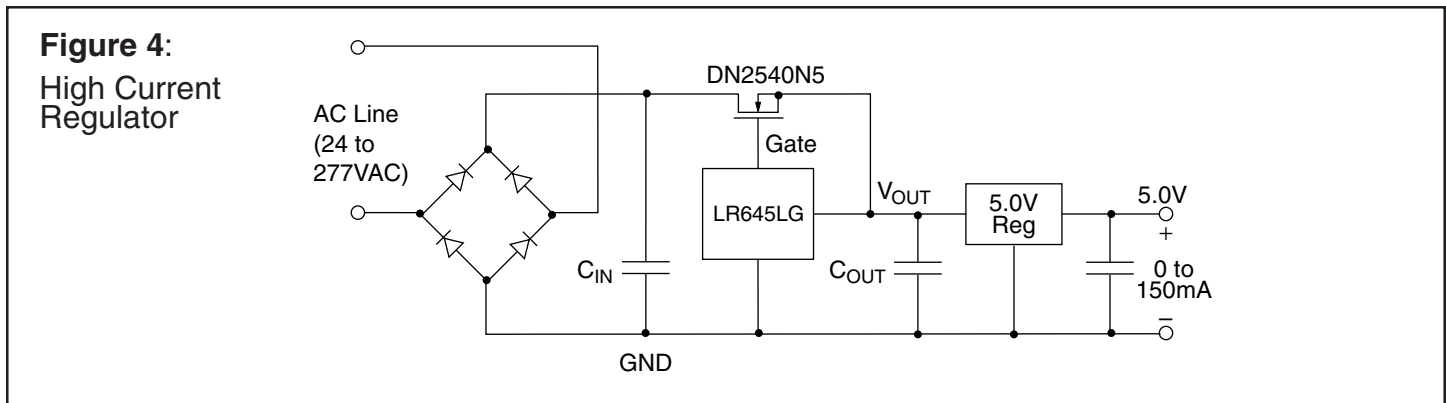 Figure 4:
High Current
Regulator
AC Line
(24 to
277VAC)
DN2540N5
Gate
LR645LG
VOUT
5.0V
Reg
5.0V
+
CIN
COUT
0 to
150mA
–
GND